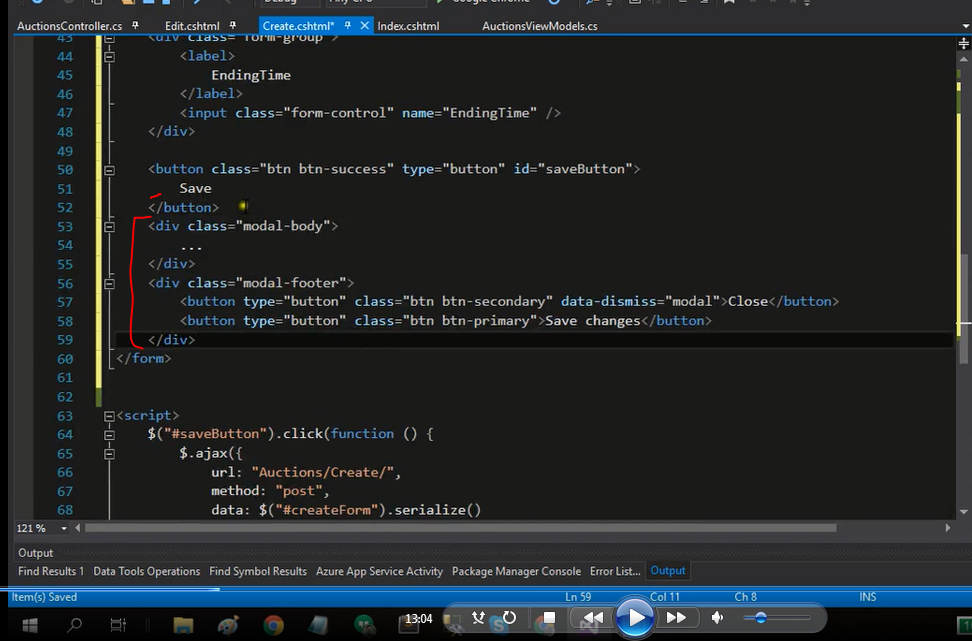 AuctionsController.cs Edit.cshtml Create.cshtml* Index.cshtml AuctionsViewModels.cs
43 <div class="form-group">
44 <label>
45 EndingTime
46 </label>
47 <input class="form-control" name="EndingTime" />
48 </div>
49
50 <button class="btn btn-success" type="button" id="saveButton">
51 Save
52 </button>
53 <div class="modal-body">
54 ...
55 </div>
56 <div class="modal-footer">
57 <button type="button" class="btn btn-secondary" data-dismiss="modal">Close</button>
58 <button type="button" class="btn btn-primary">Save changes</button>
59 </div>
60 </form>
61
62
63 <script>
64 $("#saveButton").click(function () {
65 $.ajax({
66 url: "Auctions/Create/",
67 method: "post",
68 data: $("#createForm").serialize()
121 %
Output
Find Results 1 Data Tools Operations Find Symbol Results Azure App Service Activity Package Manager Console Error List... Output
Item(s) Saved Ln 59 Col 11 Ch 8 INS
13:04